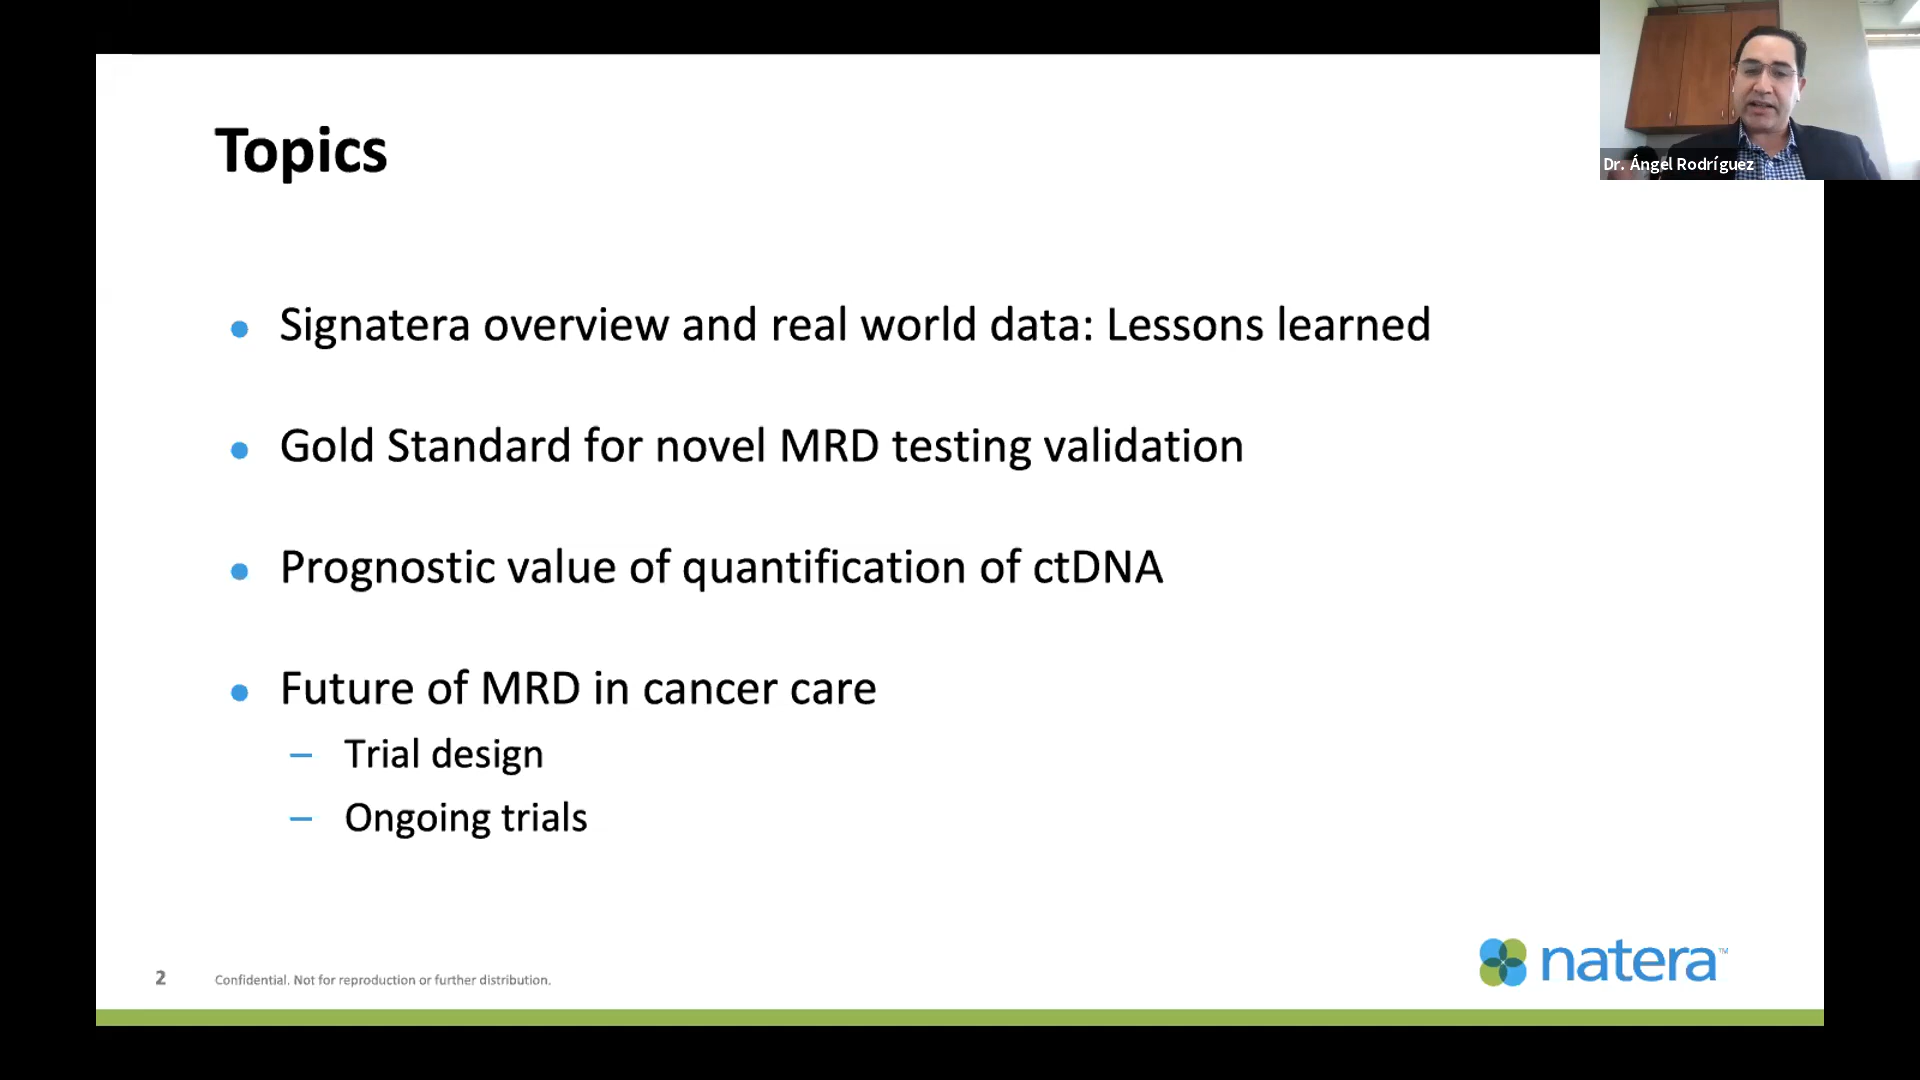 Topics
Dr. Ángel Rodríguez
Signatera overview and real world data: Lessons learned
Gold Standard for novel MRD testing validation
Prognostic value of quantification of ctDNA
Future of MRD in cancer care
– Trial design
– Ongoing trials
2 Confidential. Not for reproduction or further distribution.
natera™